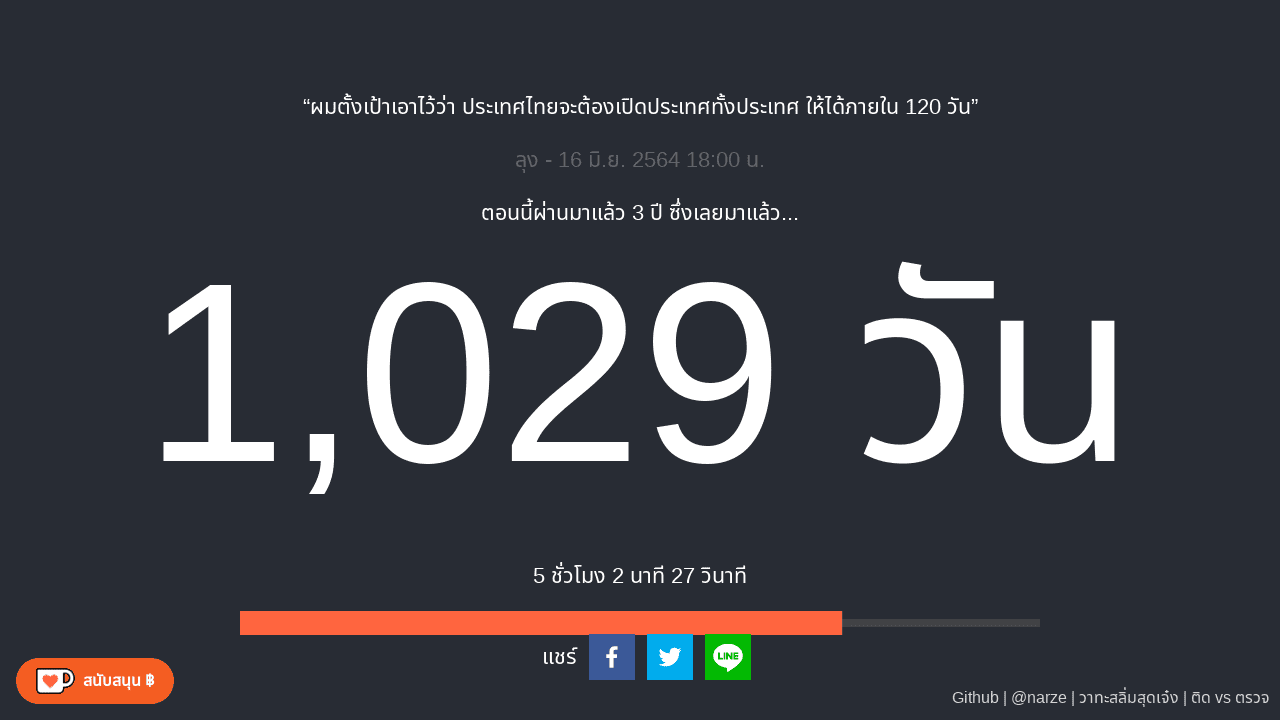 “ผมตั้งเป้าเอาไว้ว่า ประเทศไทยจะต้องเปิดประเทศทั้งประเทศ ให้ได้ภายใน 120 วัน”
ลุง - 16 มิ.ย. 2564 18:00 น.
ตอนนี้ผ่านมาแล้ว 3 ปี ซึ่งเลยมาแล้ว...
1,029 วัน
5 ชั่วโมง 2 นาที 27 วินาที
แชร์
LINE
สนับสนุน ฿
Github | @narze | วาทะสลิ่มสุดเจ๋ง | ติด vs ตรวจ